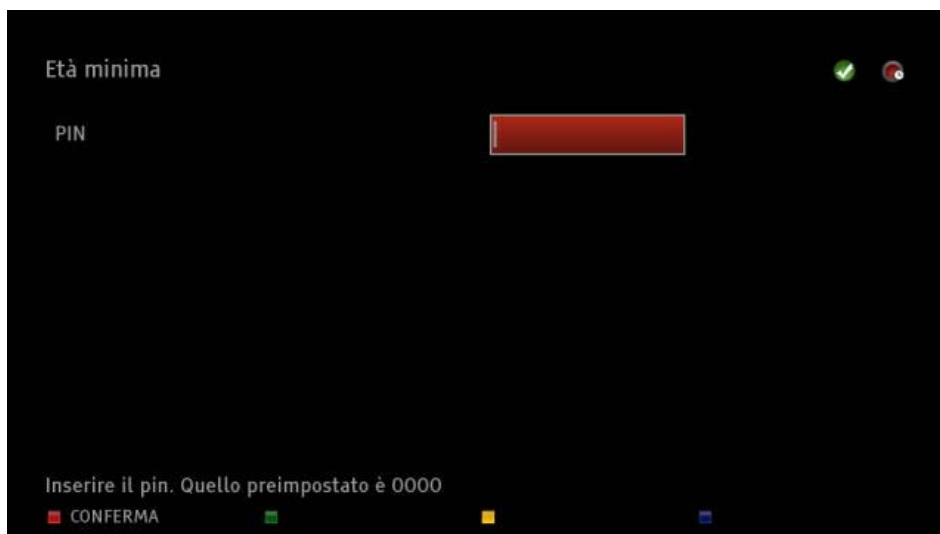 Età minima
PIN
Inserire il pin. Quello preimpostato è 0000
CONFERMA